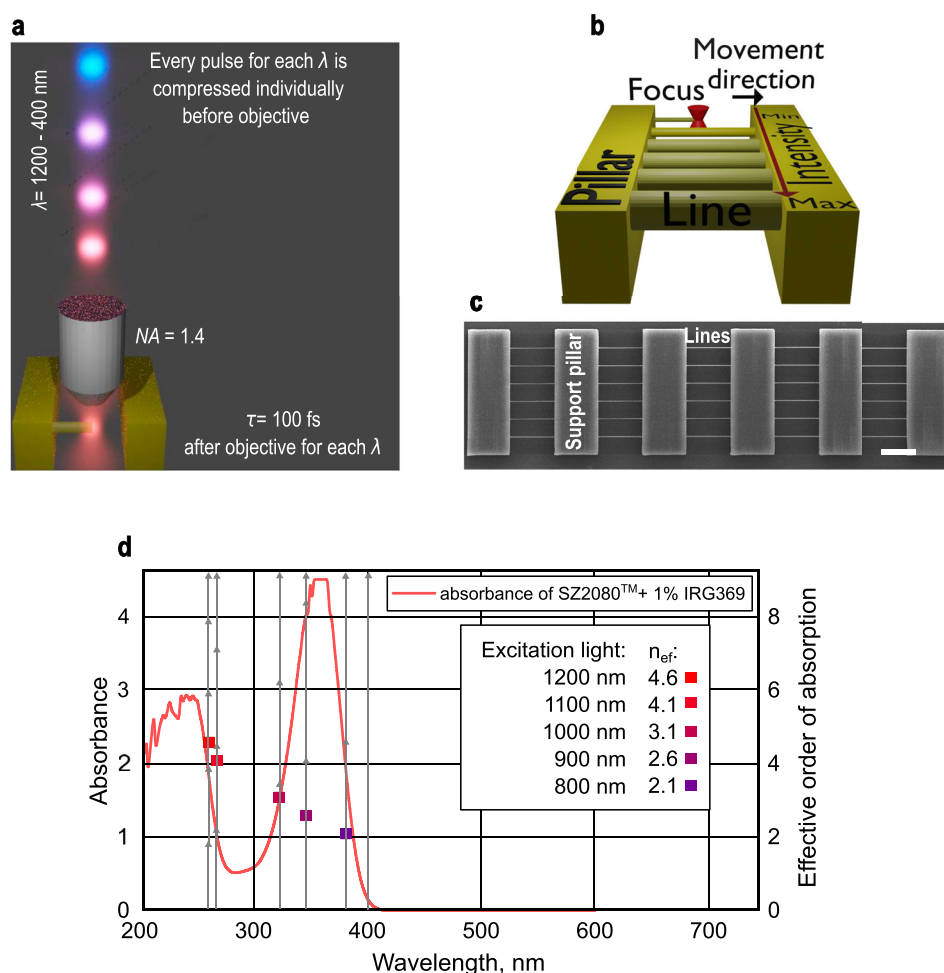 a
Every pulse for each λ is
compressed individually
before objective
λ= 1200 - 400 nm
NA = 1.4
τ= 100 fs
after objective for each λ
b
Movement
direction
Focus
Min
Intensity
Max
Pillar
Line
c
Lines
Support pillar
d
absorbance of SZ2080™+ 1% IRG369
Excitation light: nef:
1200 nm 4.6
1100 nm 4.1
1000 nm 3.1
900 nm 2.6
800 nm 2.1
Absorbance
4
3
2
1
0
Effective order of absorption
8
6
4
2
0
200 300 400 500 600 700
Wavelength, nm